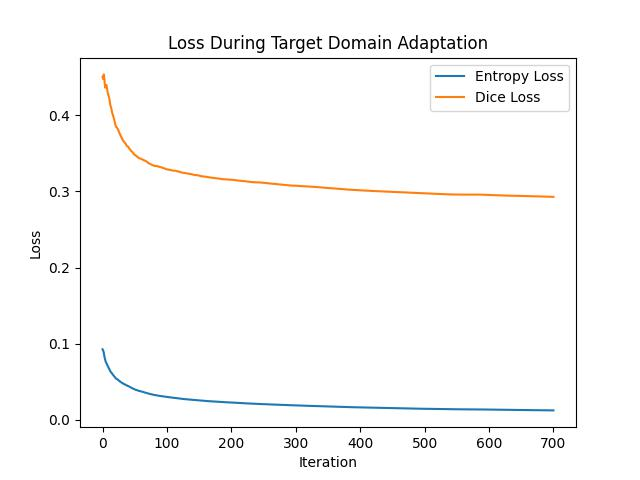 Loss During Target Domain Adaptation
Entropy Loss
Dice Loss
Loss
0.4
0.3
0.2
0.1
0.0
0 100 200 300 400 500 600 700
Iteration